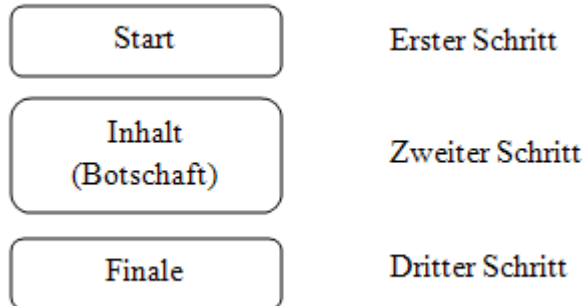 Start Erster Schritt
Inhalt
(Botschaft)
Zweiter Schritt
Finale Dritter Schritt